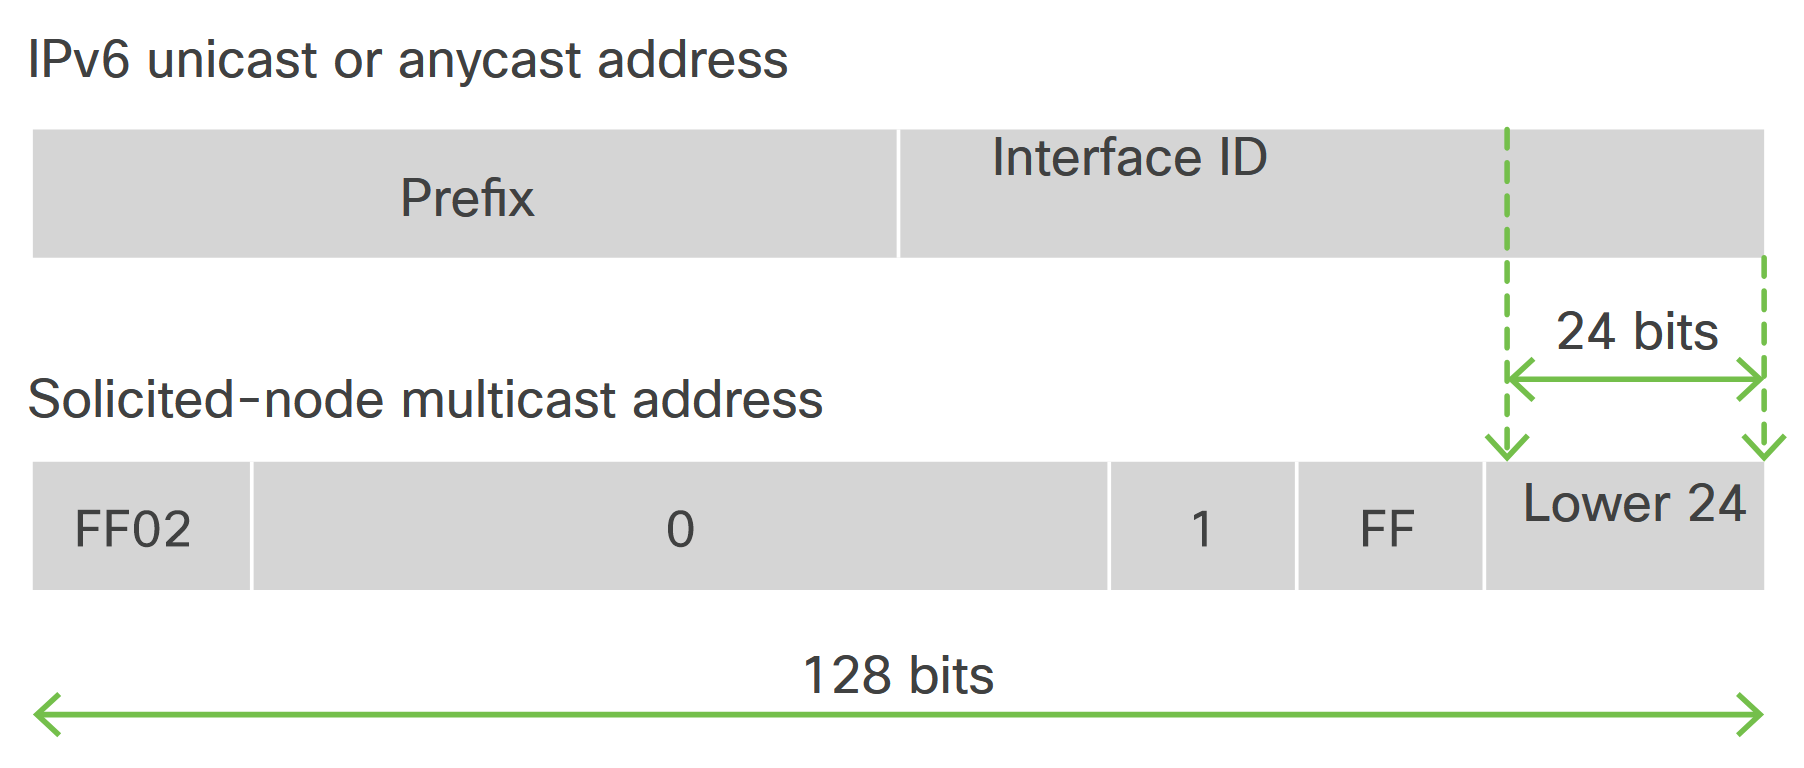 IPv6 unicast or anycast address
Prefix
Interface ID
24 bits
Solicited-node multicast address
FF02
0
1
FF
Lower 24
128 bits